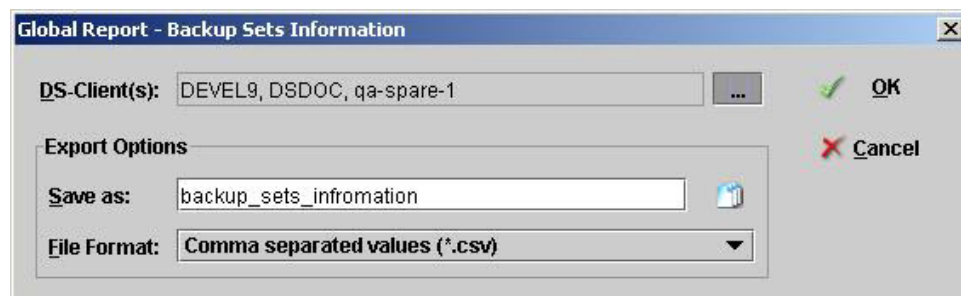 Global Report - Backup Sets Information
DS-Client(s): DEVEL9, DSDOC, qa-spare-1 ... OK
Export Options Cancel
Save as: backup_sets_infromation
File Format: Comma separated values (*.csv)